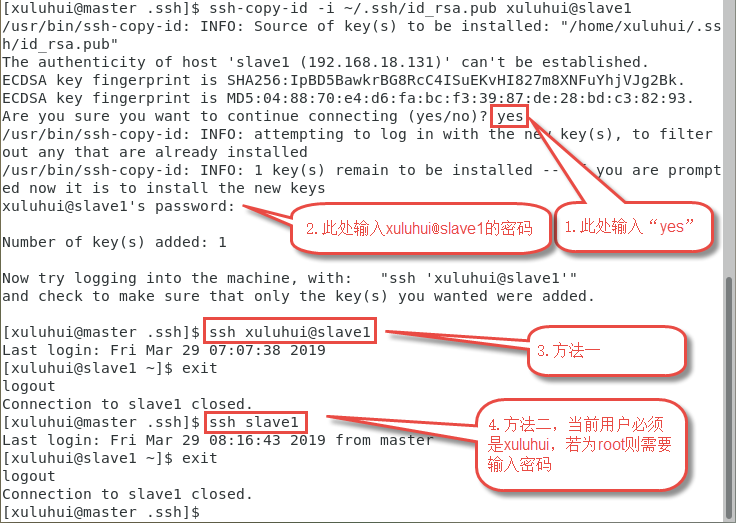 [xuluhui@master .ssh]$ ssh-copy-id -i ~/.ssh/id_rsa.pub xuluhui@slave1
/usr/bin/ssh-copy-id: INFO: Source of key(s) to be installed: "/home/xuluhui/.ss
h/id_rsa.pub"
The authenticity of host 'slave1 (192.168.18.131)' can't be established.
ECDSA key fingerprint is SHA256:IpBD5BawkrBG8RcC4ISuEKvHI827m8XNFuYhjVJg2Bk.
ECDSA key fingerprint is MD5:04:88:70:e4:d6:fa:bc:f3:39:87:de:28:bd:c3:82:93.
Are you sure you want to continue connecting (yes/no)? yes
/usr/bin/ssh-copy-id: INFO: attempting to log in with the new key(s), to filter
out any that are already installed
/usr/bin/ssh-copy-id: INFO: 1 key(s) remain to be installed -- you are prompt
ed now it is to install the new keys
xuluhui@slave1's password:
2.此处输入xuluhui@slave1的密码
1.此处输入“yes”
Number of key(s) added: 1
Now try logging into the machine, with:   "ssh 'xuluhui@slave1'"
and check to make sure that only the key(s) you wanted were added.
[xuluhui@master .ssh]$ ssh xuluhui@slave1
Last login: Fri Mar 29 07:07:38 2019
3.方法一
[xuluhui@slave1 ~]$ exit
logout
Connection to slave1 closed.
[xuluhui@master .ssh]$ ssh slave1
Last login: Fri Mar 29 08:16:43 2019 from master
4.方法二，当前用户必须
是xuluhui，若为root则需要
输入密码
[xuluhui@slave1 ~]$ exit
logout
Connection to slave1 closed.
[xuluhui@master .ssh]$